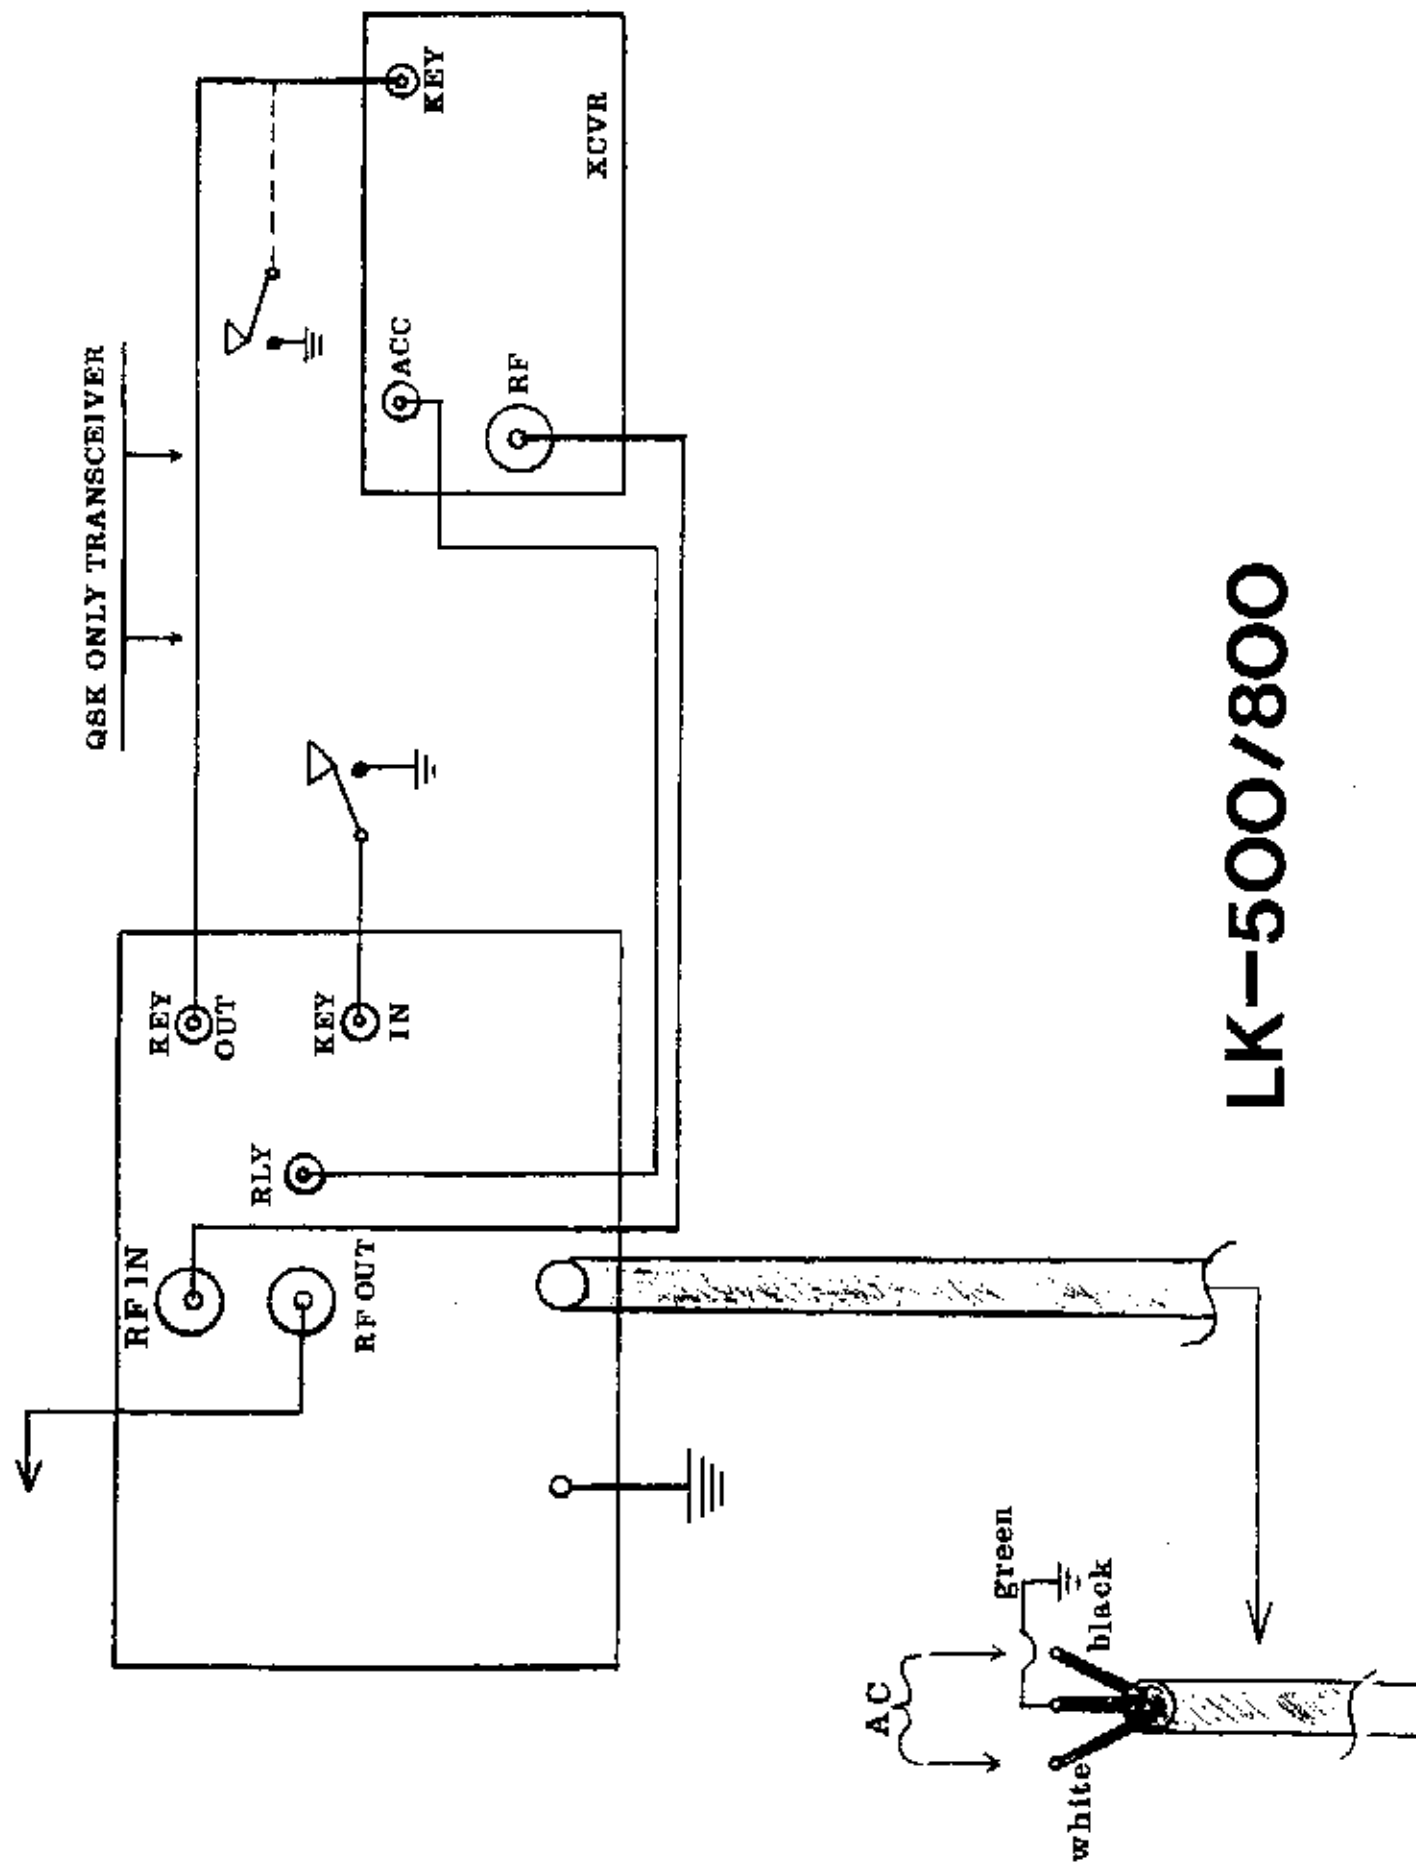 QSK ONLY TRANSCEIVER
RF IN
RF OUT
RLY
KEY
OUT
KEY
IN
ACC
RF
KEY
XCVR
AC
white
green
black
LK-500/800